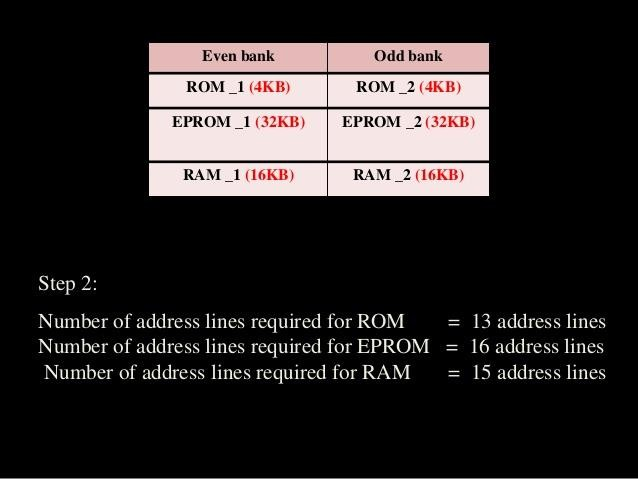 Even bank Odd bank
ROM _1 (4KB) ROM _2 (4KB)
EPROM _1 (32KB) EPROM _2 (32KB)
RAM _1 (16KB) RAM _2 (16KB)
Step 2:
Number of address lines required for ROM = 13 address lines
Number of address lines required for EPROM = 16 address lines
Number of address lines required for RAM = 15 address lines